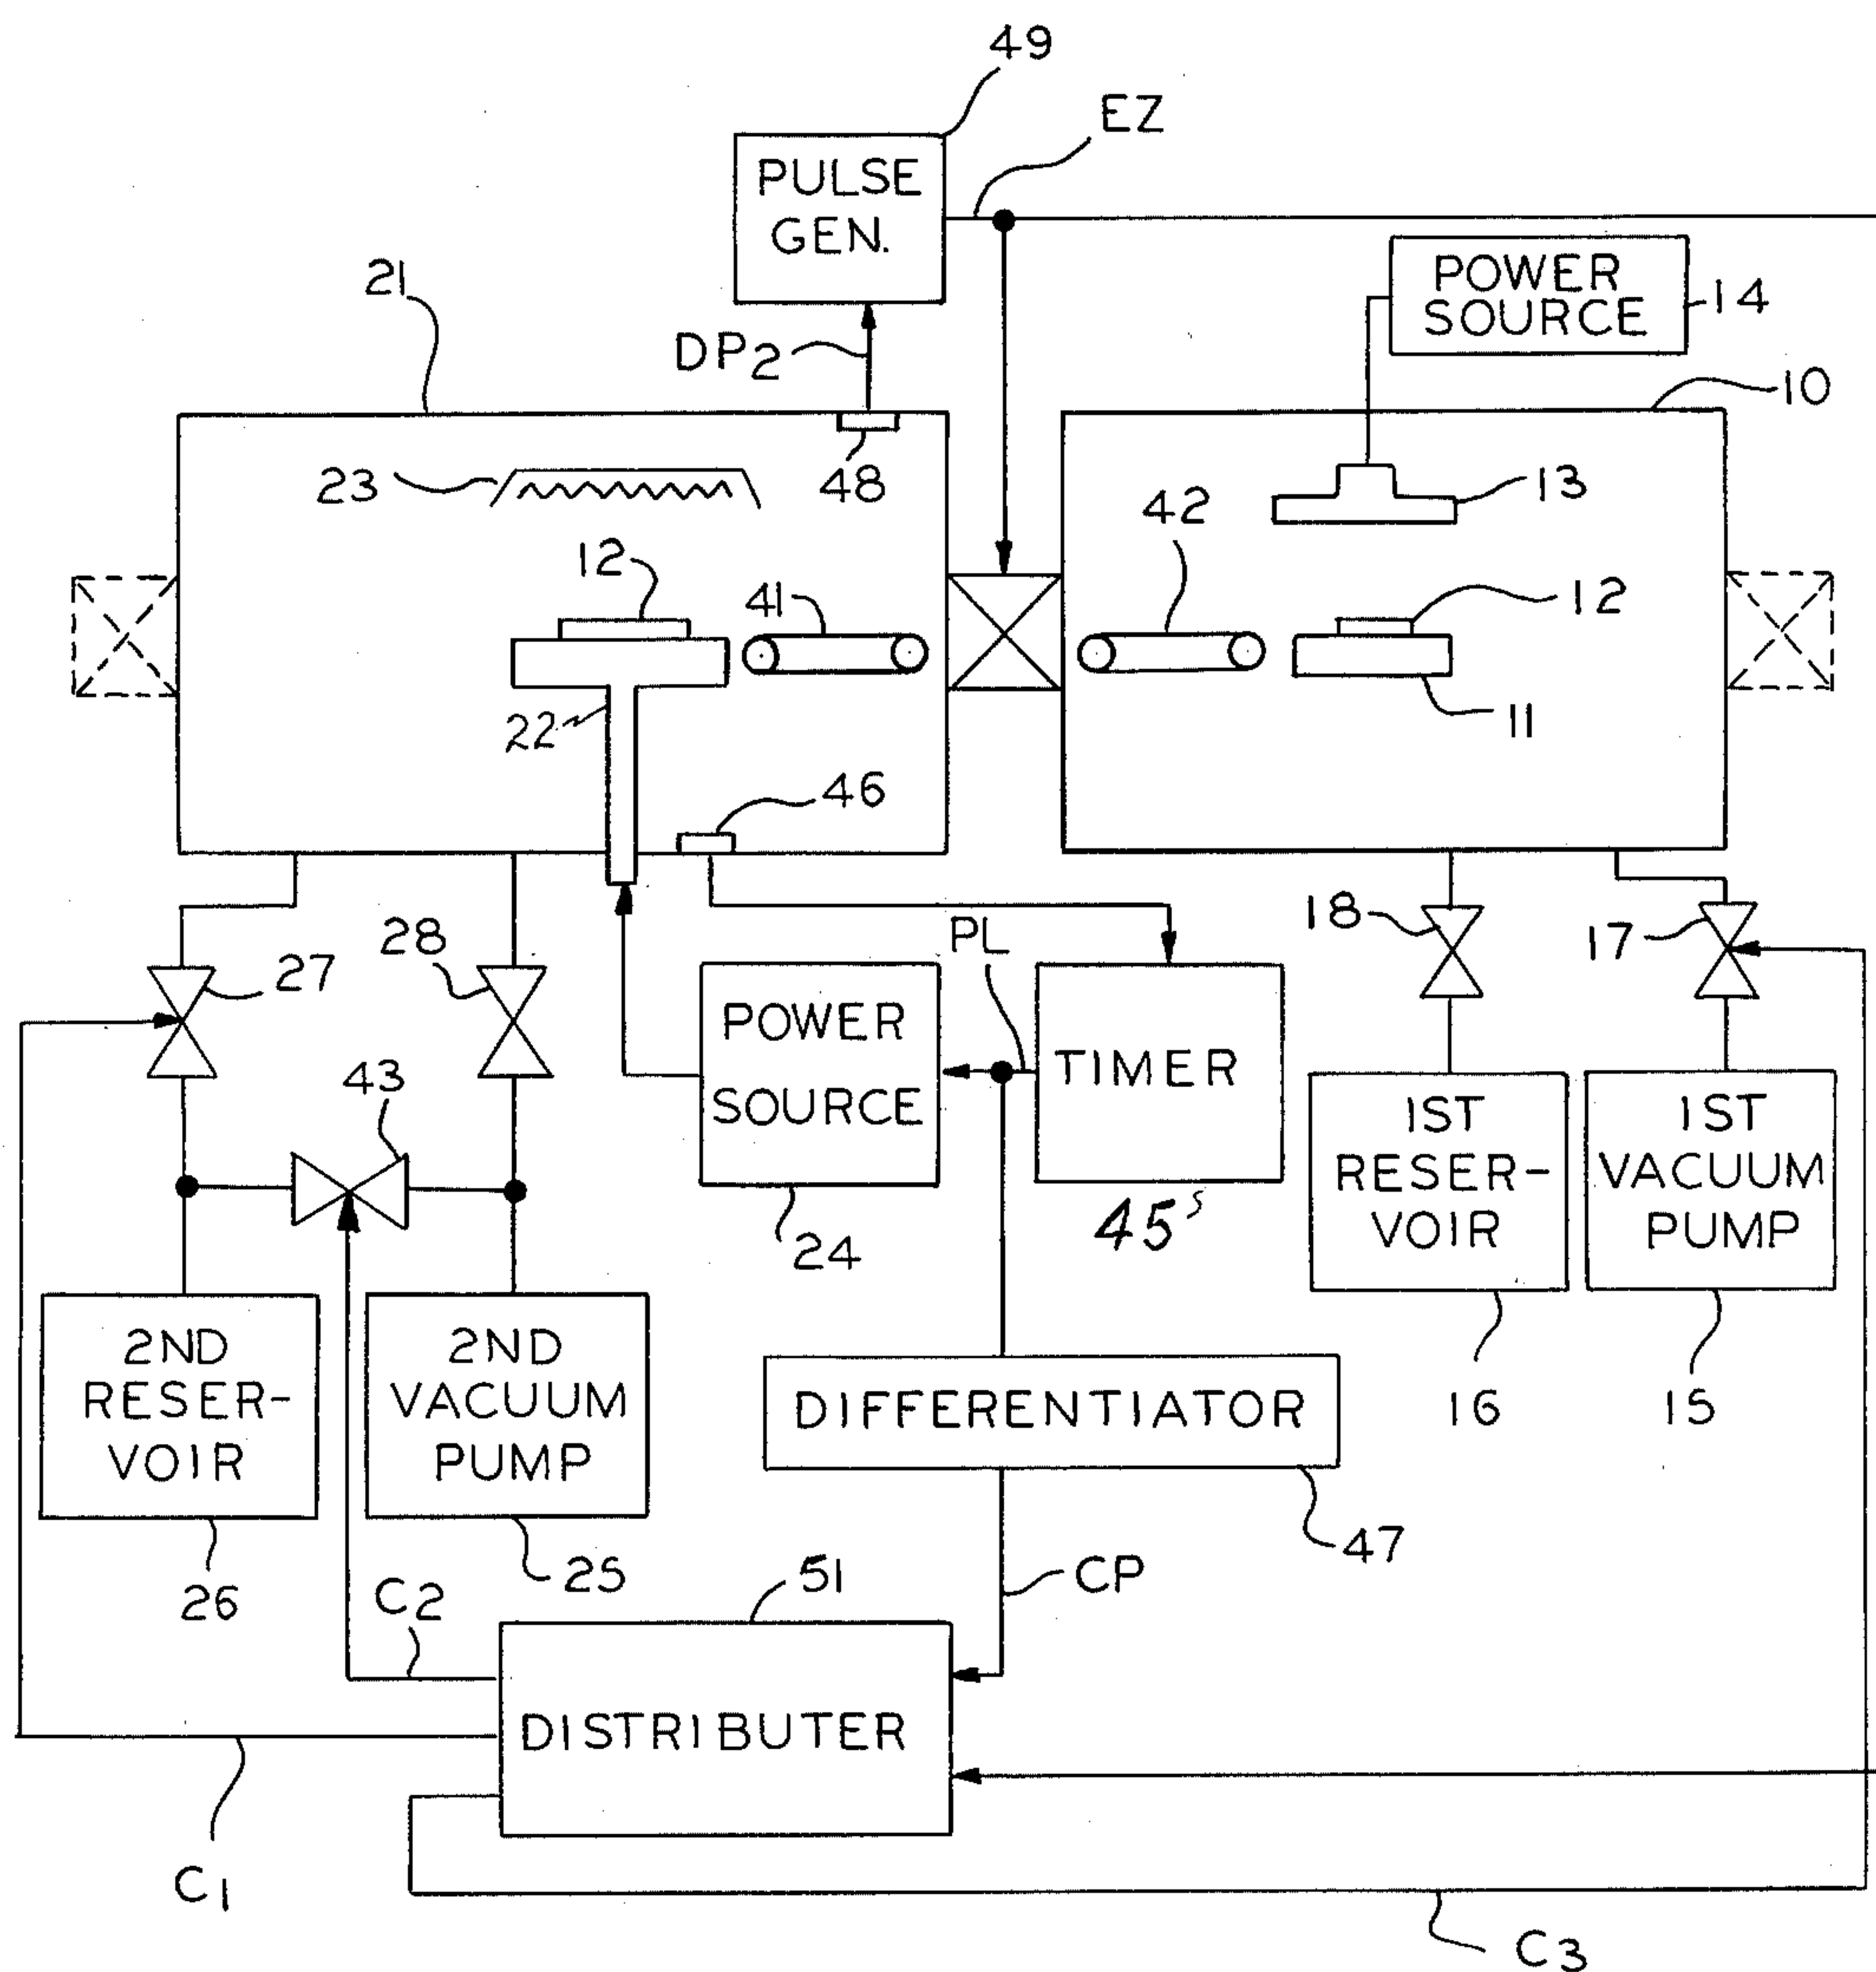 49
EZ
PULSE
GEN.
POWER
SOURCE
14
21
DP2
10
23
48
13
42
12
41
12
22
11
46
18
17
28
PL
27
POWER
SOURCE
TIMER
43
1ST
RESER-
VOIR
1ST
VACUUM
PUMP
45
24
2ND
RESER-
VOIR
2ND
VACUUM
PUMP
DIFFERENTIATOR
16
15
47
26
25
C2
51
CP
DISTRIBUTER
C1
C3